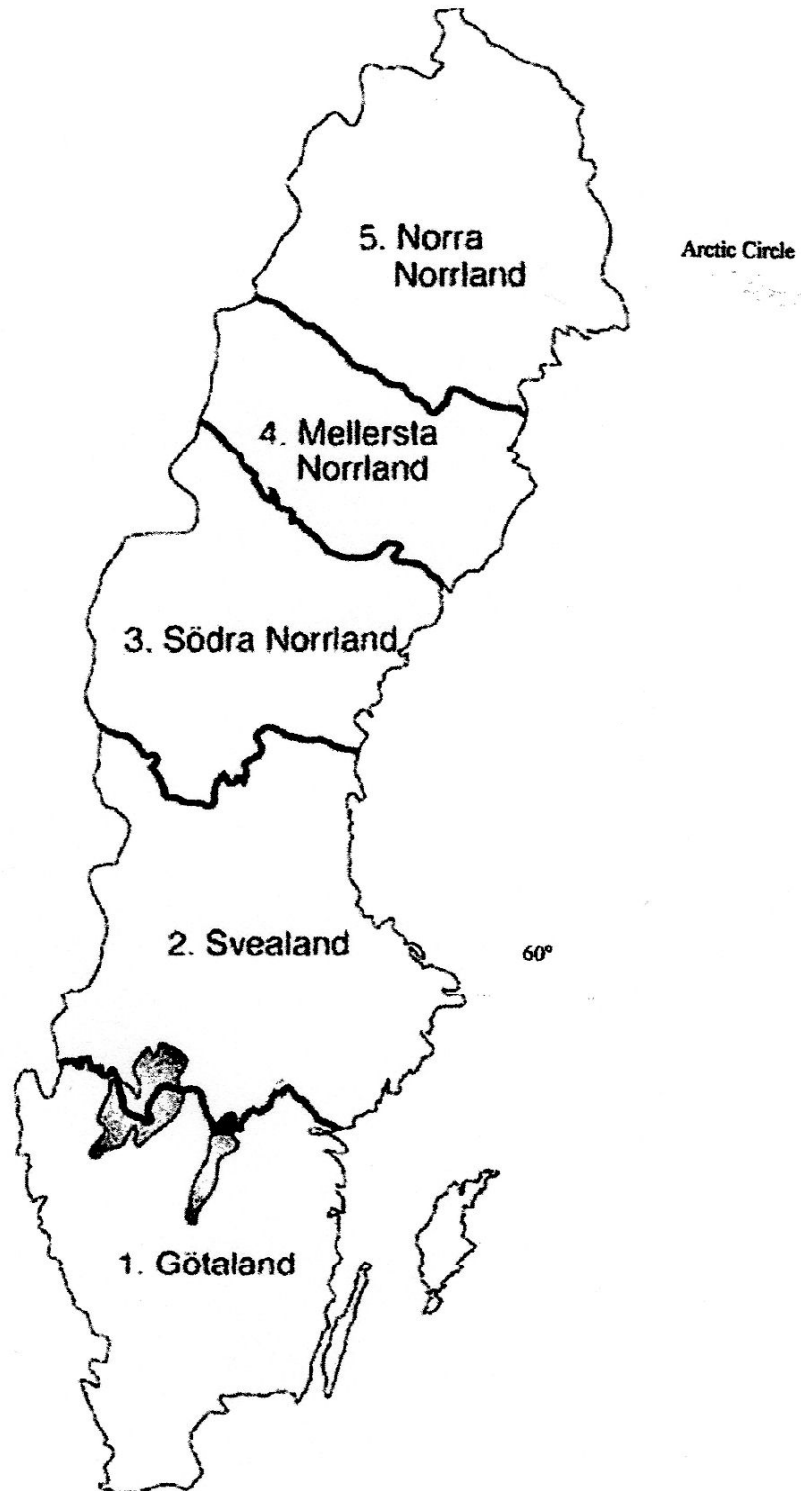 5. Norra
Norrland
Arctic Circle
4. Mellersta
Norrland
3. Södra Norrland
2. Svealand
60°
1. Götaland